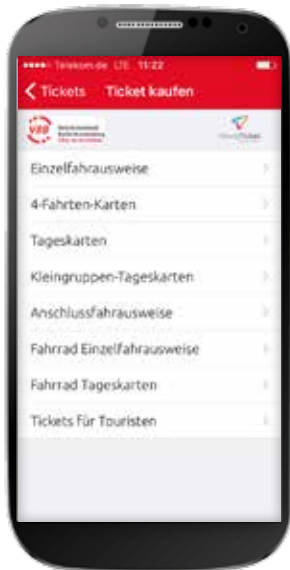 Telekom.de LTE 11:22
Tickets Ticket kaufen
VBB
Einzelfahrausweise
4-Fahrten-Karten
Tageskarten
Kleingruppen-Tageskarten
Anschlussfahrausweise
Fahrrad Einzelfahrausweise
Fahrrad Tageskarten
Tickets für Touristen